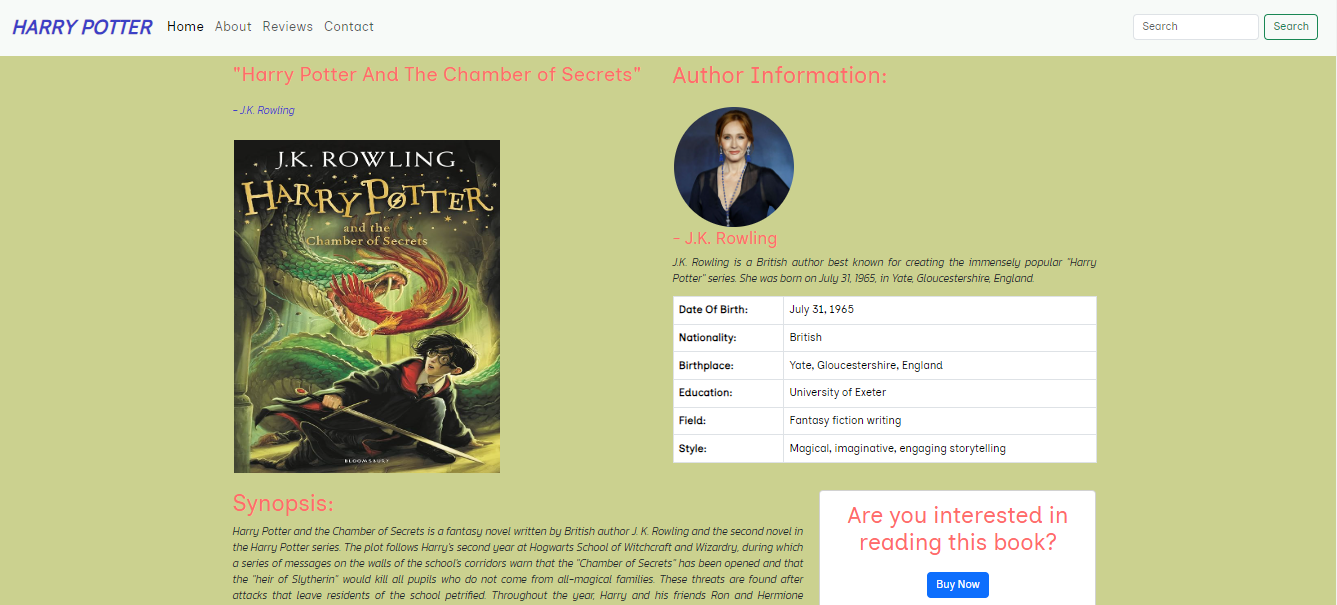 HARRY POTTER Home About Reviews Contact Search Search
"Harry Potter And The Chamber of Secrets"
- J.K. Rowling
J.K. ROWLING
HARRY POTTER
and the
Chamber of Secrets
BLOOMSBURY
Author Information:
- J.K. Rowling
J.K. Rowling is a British author best known for creating the immensely popular "Harry
Potter" series. She was born on July 31, 1965, in Yate, Gloucestershire, England.
Date Of Birth: July 31, 1965
Nationality: British
Birthplace: Yate, Gloucestershire, England
Education: University of Exeter
Field: Fantasy fiction writing
Style: Magical, imaginative, engaging storytelling
Synopsis:
Harry Potter and the Chamber of Secrets is a fantasy novel written by British author J. K. Rowling and the second novel in
the Harry Potter series. The plot follows Harry's second year at Hogwarts School of Witchcraft and Wizardry, during which
a series of messages on the walls of the school's corridors warn that the "Chamber of Secrets" has been opened and that
the "heir of Slytherin" would kill all pupils who do not come from all-magical families. These threats are found after
attacks that leave residents of the school petrified. Throughout the year, Harry and his friends Ron and Hermione
Are you interested in
reading this book?
Buy Now